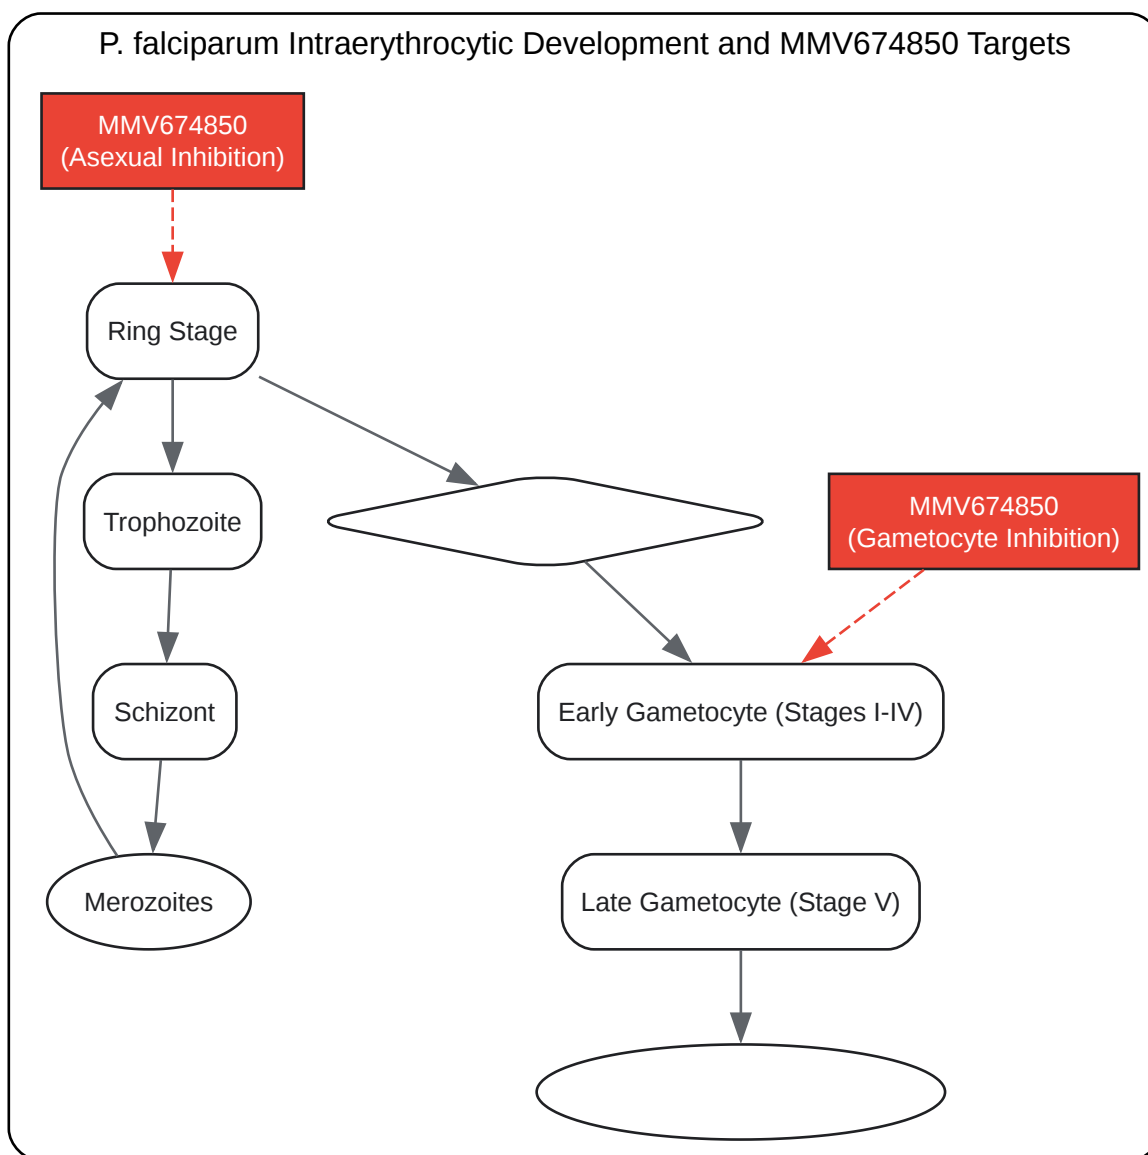 P. falciparum Intraerythrocytic Development and MMV674850 Targets
MMV674850
(Asexual Inhibition)
Ring Stage
Trophozoite
MMV674850
(Gametocyte Inhibition)
Schizont
Early Gametocyte (Stages I-IV)
Merozoites
Late Gametocyte (Stage V)